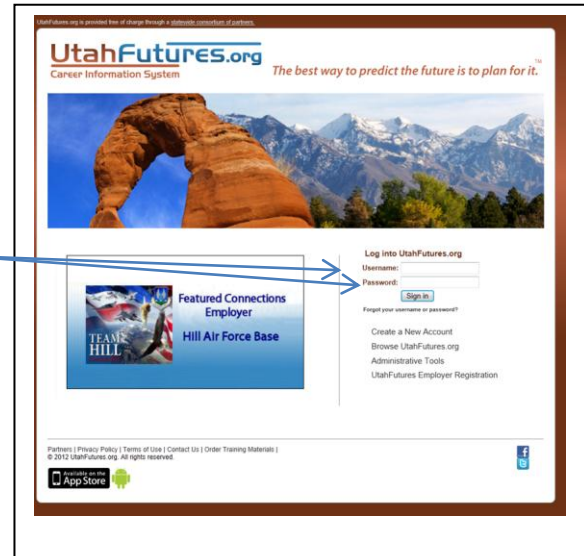 UtahFutures.org is provided free of charge through a statewide consortium of partners.
UtahFutures.org
Career Information System
The best way to predict the future is to plan for it.
TM
Log into UtahFutures.org
Username:
Password:
Sign in
Forgot your username or password?
Create a New Account
Browse UtahFutures.org
Administrative Tools
UtahFutures Employer Registration
TEAM
HILL
Featured Connections
Employer
Hill Air Force Base
Partners | Privacy Policy | Terms of Use | Contact Us | Order Training Materials |
© 2012 UtahFutures.org. All rights reserved.
Available on the
App Store
f